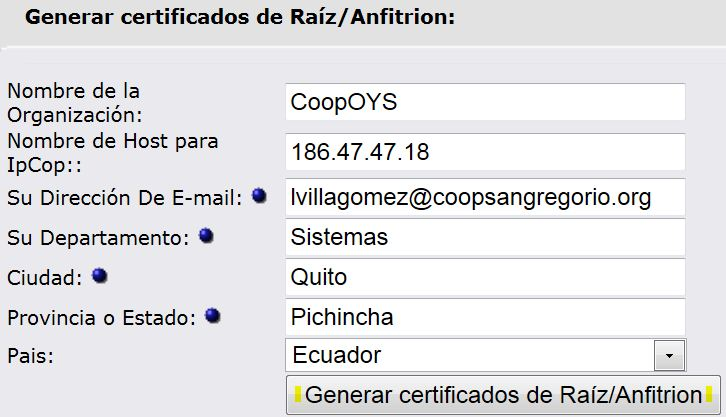 Generar certificados de Raíz/Anfitrion:
Nombre de la
Organización:
CoopOYS
Nombre de Host para
IpCop::
186.47.47.18
Su Dirección De E-mail: lvillagomez@coopsangregorio.org
Su Departamento: Sistemas
Ciudad: Quito
Provincia o Estado: Pichincha
Pais: Ecuador
Generar certificados de Raíz/Anfitrion